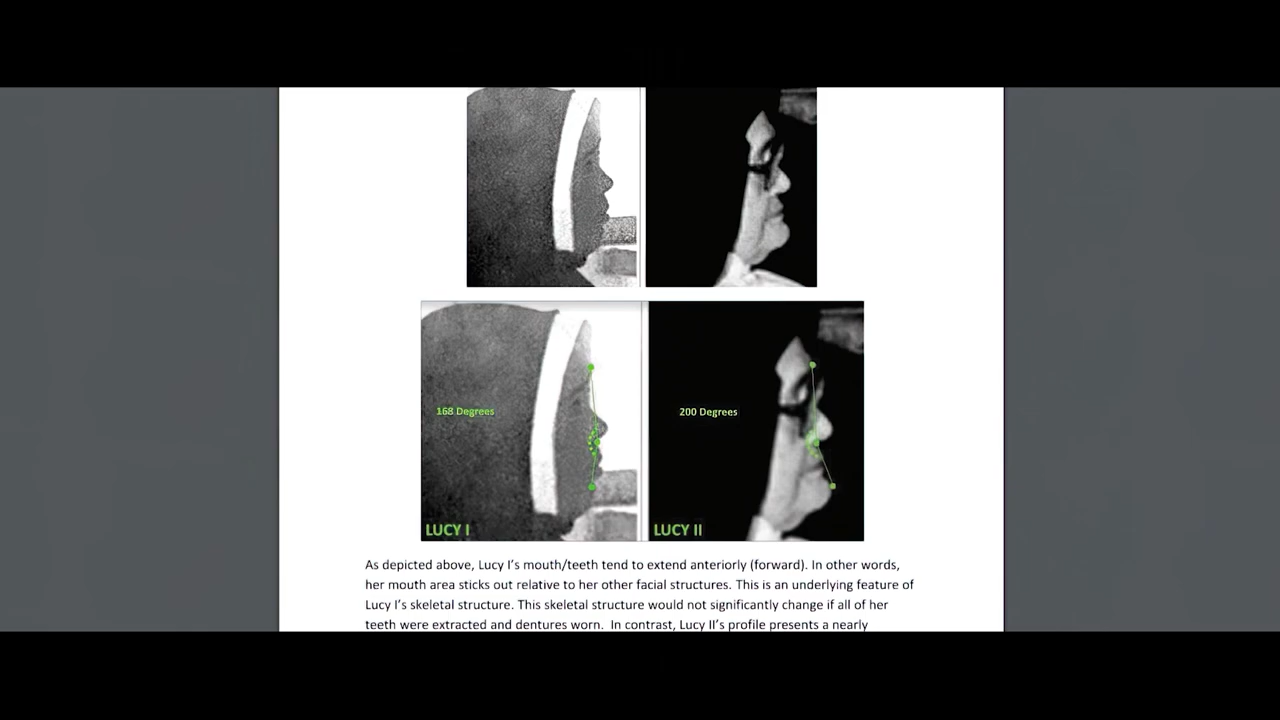 168 Degrees
200 Degrees
LUCY I
LUCY II
As depicted above, Lucy I's mouth/teeth tend to extend anteriorly (forward). In other words,
her mouth area sticks out relative to her other facial structures. This is an underlying feature of
Lucy I's skeletal structure. This skeletal structure would not significantly change if all of her
teeth were extracted and dentures worn.  In contrast, Lucy II's profile presents a nearly